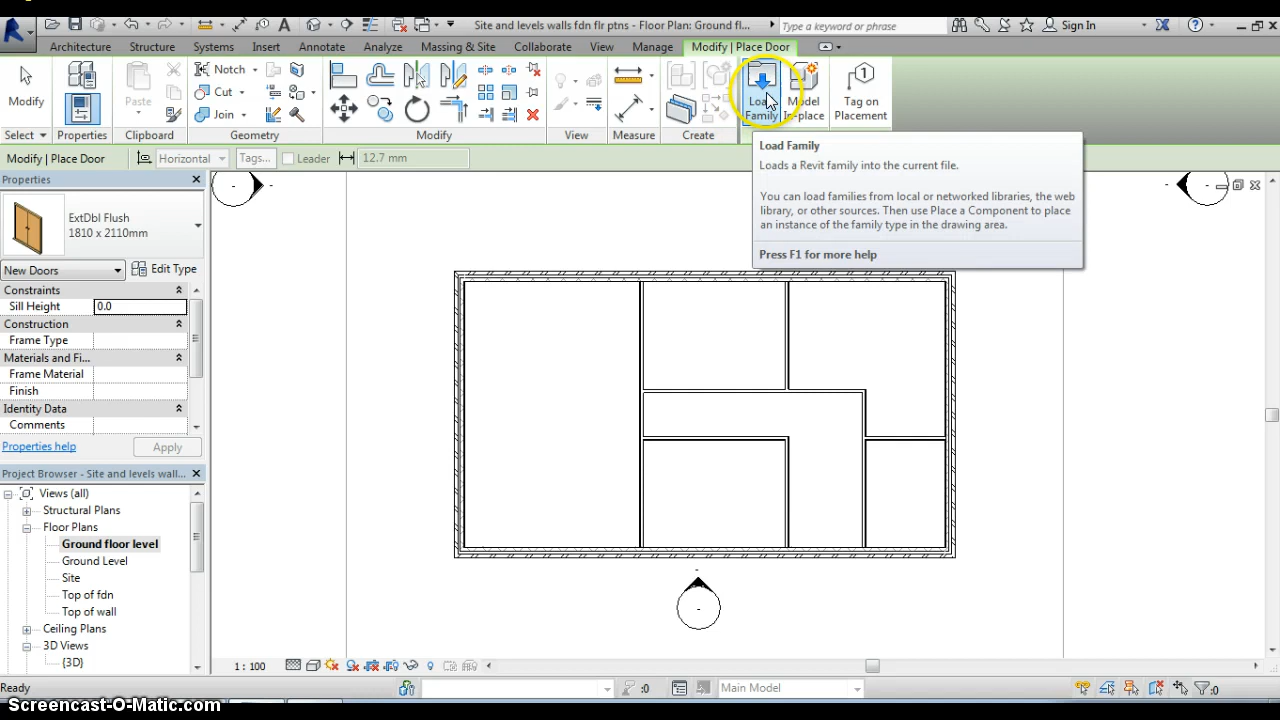 Site and levels walls fdn flr ptns - Floor Plan: Ground fl...
Type a keyword or phrase
Sign In
Architecture Structure Systems Insert Annotate Analyze Massing & Site Collaborate View Manage Modify | Place Door
Modify
Paste
Notch
Cut
Join
Load Family
Model In-place
Tag on Placement
Select Properties Clipboard Geometry Modify View Measure Create
Modify | Place Door
Horizontal
Tags...
Leader
12.7 mm
Load Family
Loads a Revit family into the current file.
You can load families from local or networked libraries, the web
library, or other sources. Then use Place a Component to place
an instance of the family type in the drawing area.
Press F1 for more help
Properties
ExtDbl Flush
1810 x 2110mm
New Doors
Edit Type
Constraints
Sill Height 0.0
Construction
Frame Type
Materials and Fi...
Frame Material
Finish
Identity Data
Comments
Properties help
Apply
Project Browser - Site and levels wall...
Views (all)
Structural Plans
Floor Plans
Ground floor level
Ground Level
Site
Top of fdn
Top of wall
Ceiling Plans
3D Views
{3D}
1 : 100
Ready
:0
Main Model
:0
Screencast-O-Matic.com